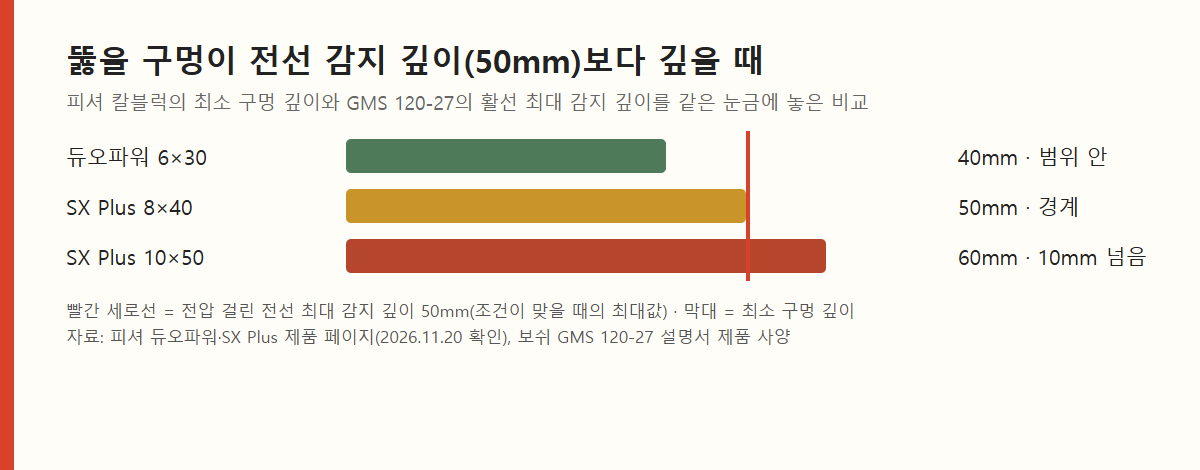 뚫을 구멍이 전선 감지 깊이(50mm)보다 깊을 때
피셔 칼블럭의 최소 구멍 깊이와 GMS 120-27의 활선 최대 감지 깊이를 같은 눈금에 놓은 비교
듀오파워 6×30 40mm · 범위 안
SX Plus 8×40 50mm · 경계
SX Plus 10×50 60mm · 10mm 넘음
빨간 세로선 = 전압 걸린 전선 최대 감지 깊이 50mm(조건이 맞을 때의 최대값) · 막대 = 최소 구멍 깊이
자료: 피셔 듀오파워·SX Plus 제품 페이지(2026.11.20 확인), 보쉬 GMS 120-27 설명서 제품 사양